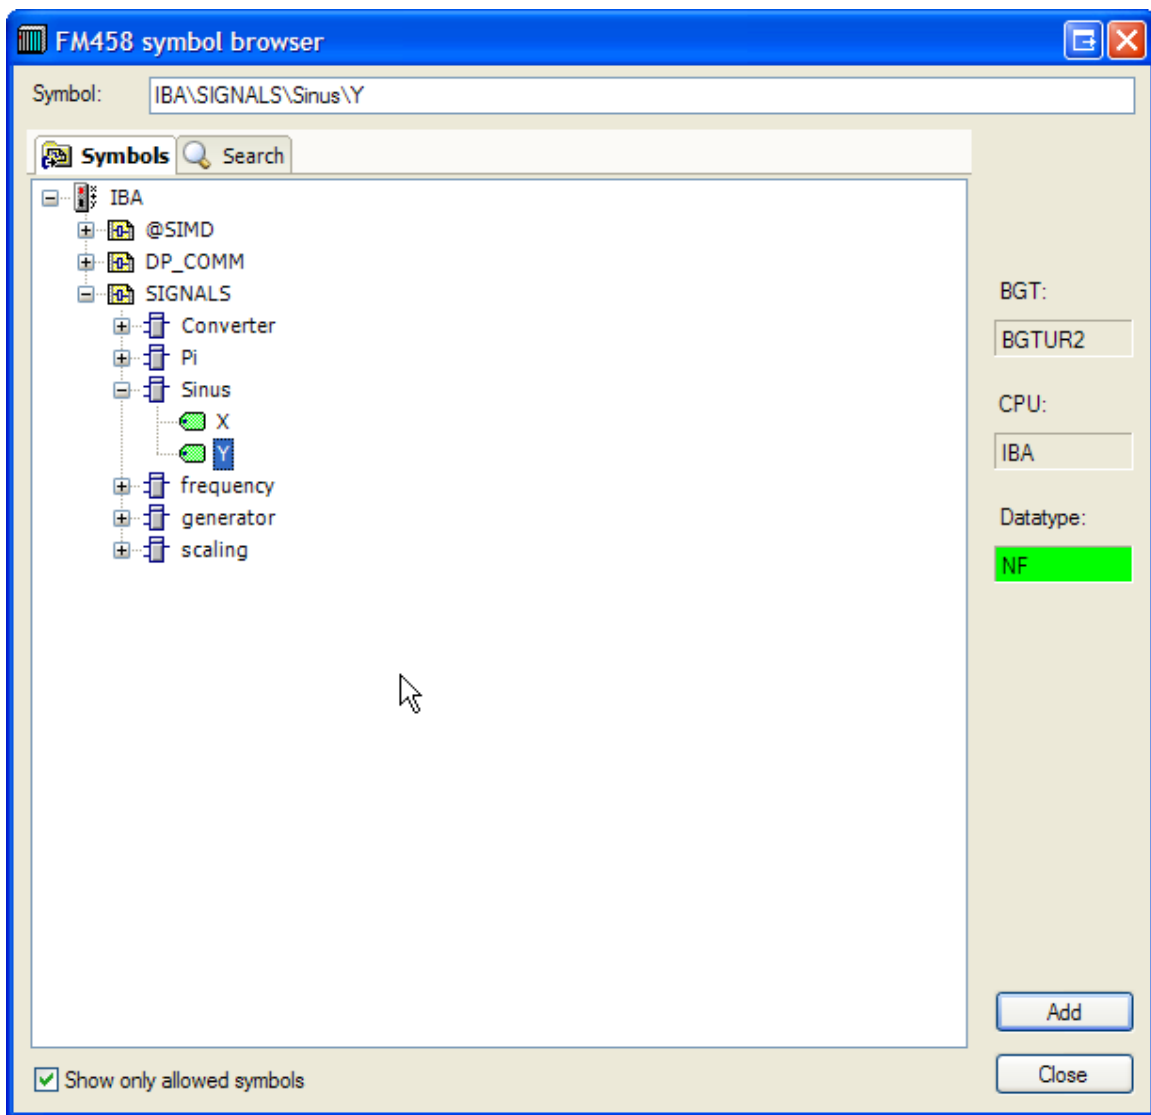 FM458 symbol browser
Symbol: IBA\SIGNALS\Sinus\Y
Symbols Search
IBA
@SIMD
DP_COMM
SIGNALS
Converter
Pi
Sinus
X
Y
frequency
generator
scaling
BGT:
BGTUR2
CPU:
IBA
Datatype:
NF
Add
Close
Show only allowed symbols